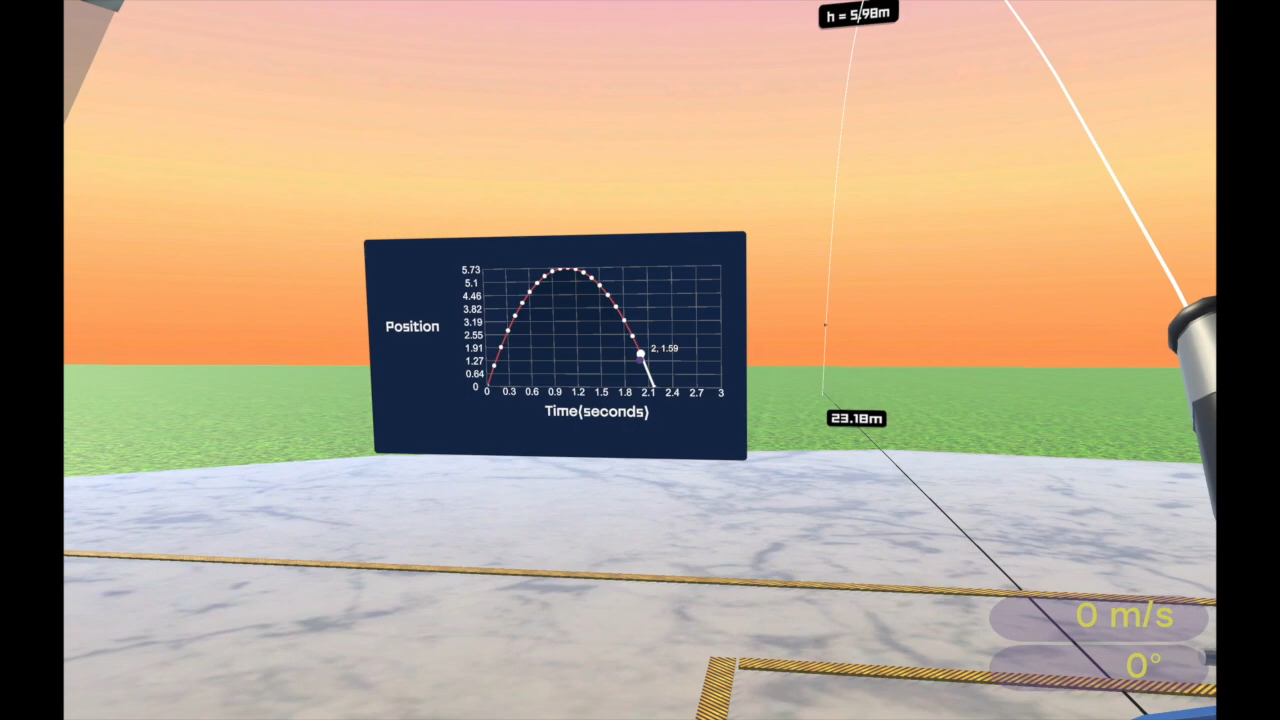 h = 5.98m
5.73
5.1
4.46
3.82
3.19
2.55
1.91
1.27
0.64
0
Position
2, 1.59
0 0.3 0.6 0.9 1.2 1.5 1.8 2.1 2.4 2.7 3
Time(seconds)
23.18m
0 m/s
0°